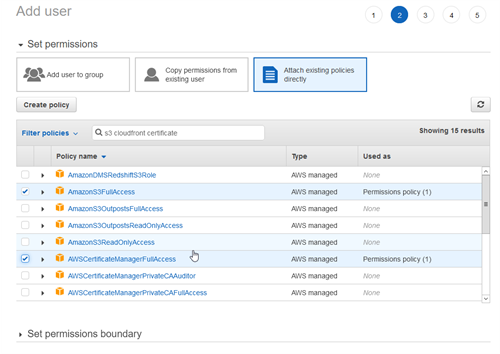 Add user
1 2 3 4 5
Set permissions
Add user to group
Copy permissions from
existing user
Attach existing policies
directly
Create policy
Filter policies
s3 cloudfront certificate
Showing 15 results
Policy name Type Used as
AmazonDMSRedshiftS3Role AWS managed None
AmazonS3FullAccess AWS managed Permissions policy (1)
AmazonS3OutpostsFullAccess AWS managed None
AmazonS3OutpostsReadOnlyAccess AWS managed None
AmazonS3ReadOnlyAccess AWS managed None
AWSCertificateManagerFullAccess AWS managed Permissions policy (1)
AWSCertificateManagerPrivateCAAuditor AWS managed None
AWSCertificateManagerPrivateCAFullAccess AWS managed None
Set permissions boundary